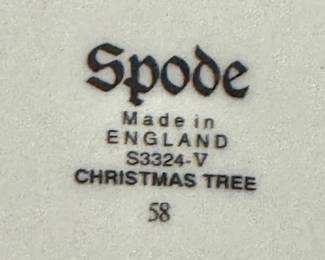 Spode
Made in
ENGLAND
S3324-V
CHRISTMAS TREE
58